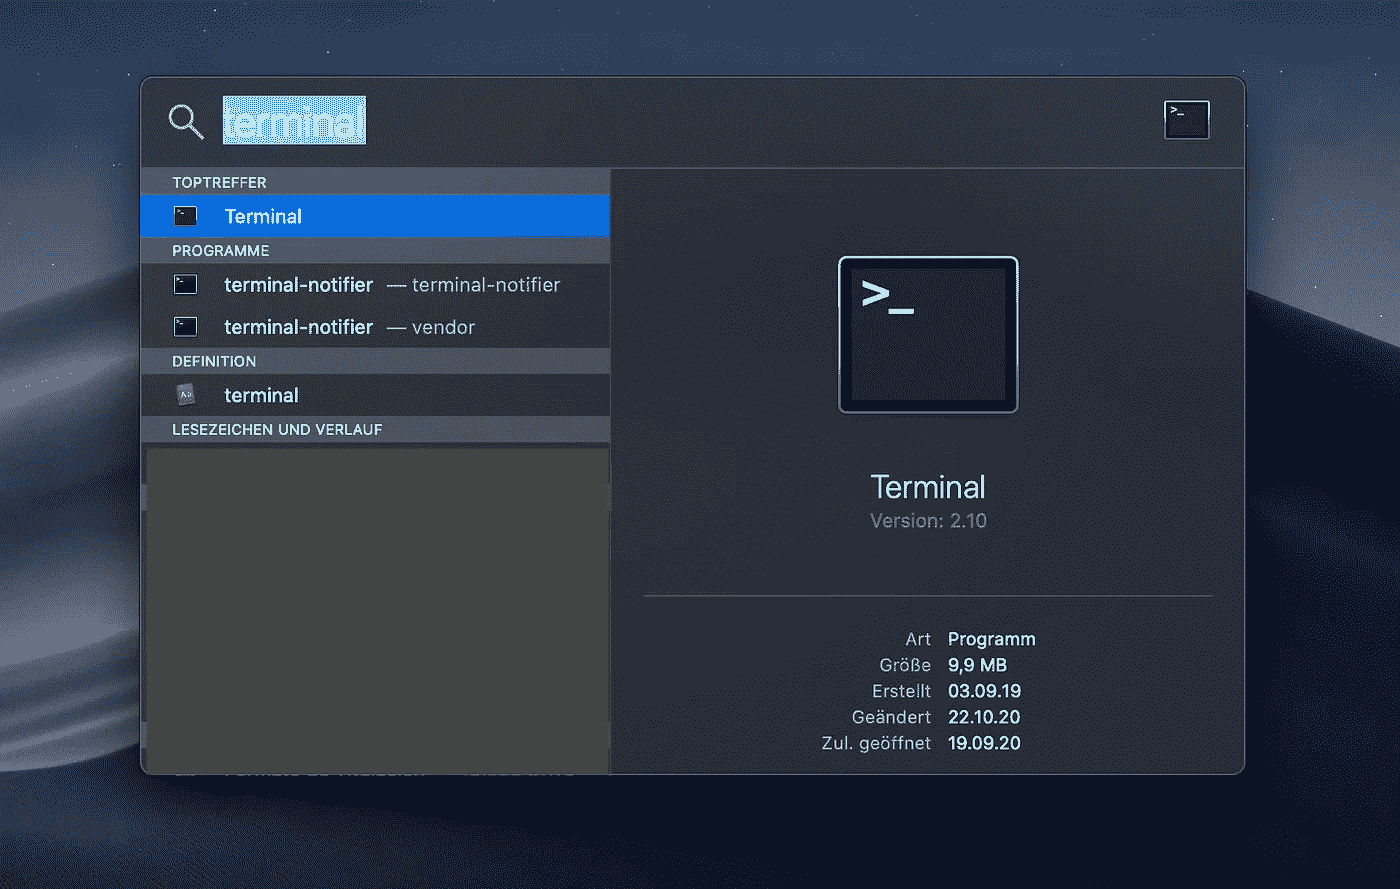 terminal
TOPTREFFER
Terminal
PROGRAMME
terminal-notifier — terminal-notifier
terminal-notifier — vendor
DEFINITION
terminal
LESEZEICHEN UND VERLAUF
>_
Terminal
Version: 2.10
Art Programm
Größe 9,9 MB
Erstellt 03.09.19
Geändert 22.10.20
Zul. geöffnet 19.09.20